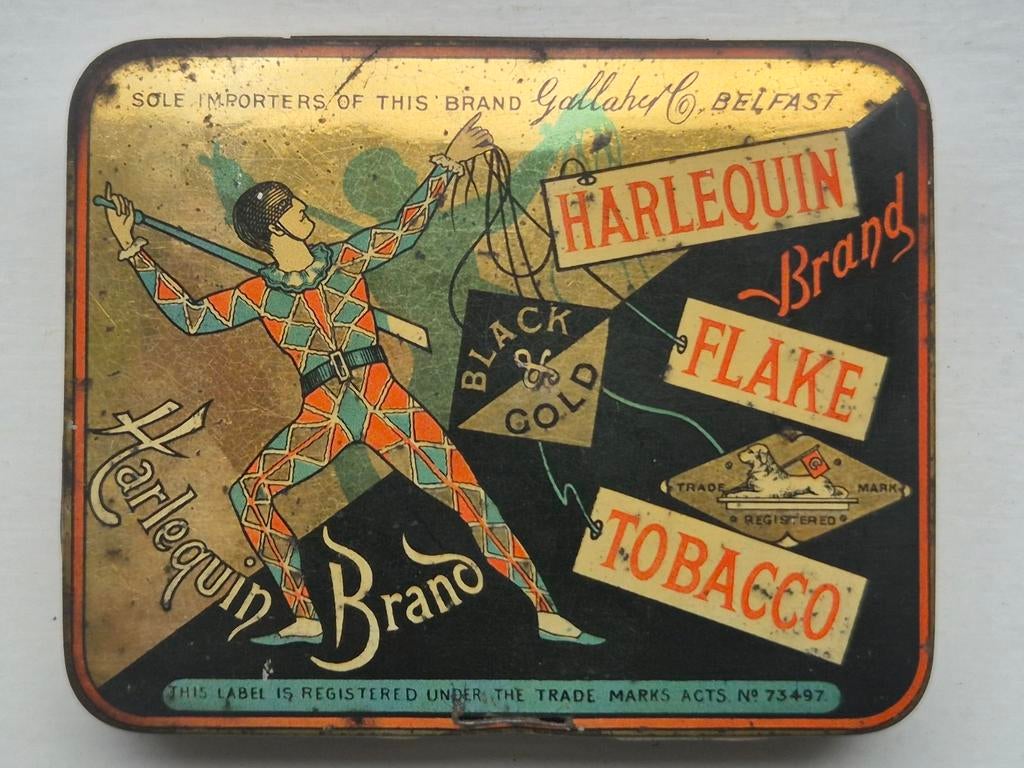 SOLE IMPORTERS OF THIS BRAND Gallaher & Co, BELFAST.
HARLEQUIN
Brand
BLACK
&
GOLD
FLAKE
TRADE MARK
G
REGISTERED
TOBACCO
Harlequin
Brand
THIS LABEL IS REGISTERED UNDER THE TRADE MARKS ACTS. No 73497.